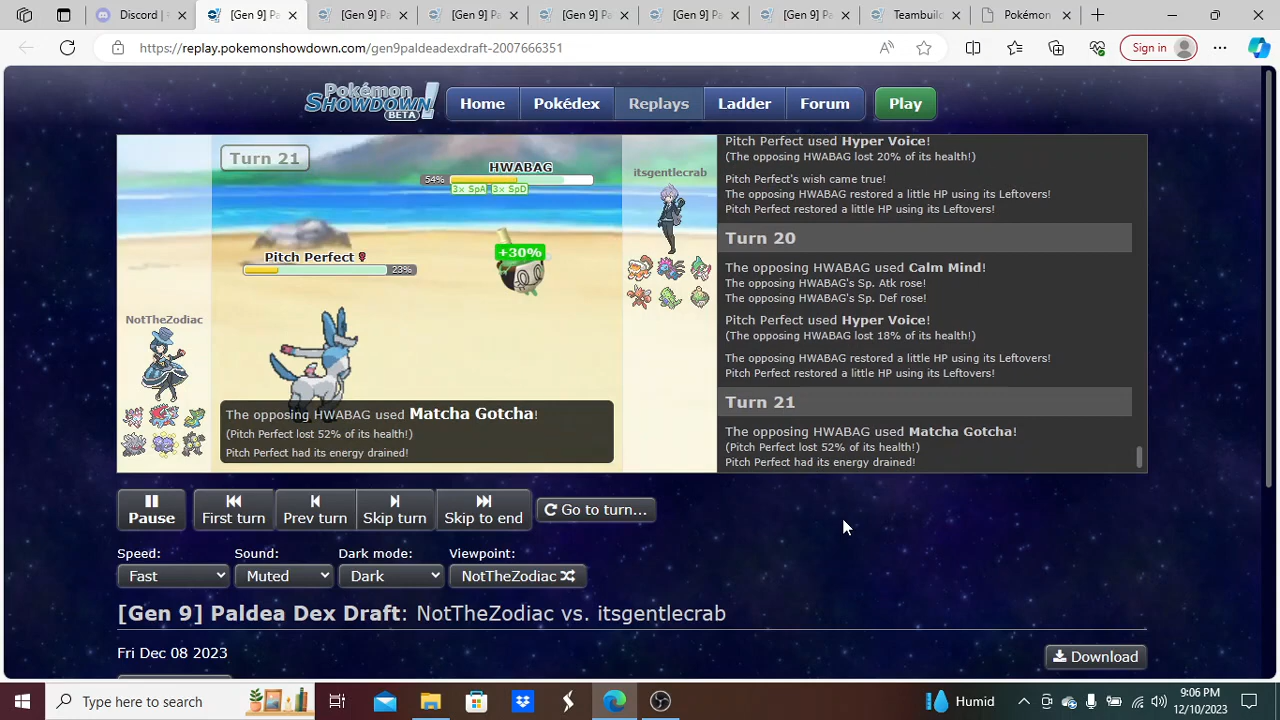 Discord | 
[Gen 9] Pa
[Gen 9] Pal
[Gen 9] Pal
[Gen 9] Pal
[Gen 9] Pal
[Gen 9] Pal
Teambuild
Pokémon
https://replay.pokemonshowdown.com/gen9paldeadexdraft-2007666351
Sign in
Pokémon
SHOWDOWN!
BETA
Home
Pokédex
Replays
Ladder
Forum
Play
Turn 21
HWABAG
54%
3× SpA 3× SpD
+30%
Pitch Perfect
23%
NotTheZodiac
itsgentlecrab
The opposing HWABAG used Matcha Gotcha!
(Pitch Perfect lost 52% of its health!)
Pitch Perfect had its energy drained!
Pitch Perfect used Hyper Voice!
(The opposing HWABAG lost 20% of its health!)
Pitch Perfect's wish came true!
The opposing HWABAG restored a little HP using its Leftovers!
Pitch Perfect restored a little HP using its Leftovers!
Turn 20
The opposing HWABAG used Calm Mind!
The opposing HWABAG's Sp. Atk rose!
The opposing HWABAG's Sp. Def rose!
Pitch Perfect used Hyper Voice!
(The opposing HWABAG lost 18% of its health!)
The opposing HWABAG restored a little HP using its Leftovers!
Pitch Perfect restored a little HP using its Leftovers!
Turn 21
The opposing HWABAG used Matcha Gotcha!
(Pitch Perfect lost 52% of its health!)
Pitch Perfect had its energy drained!
Pause
First turn
Prev turn
Skip turn
Skip to end
Go to turn...
Speed:
Sound:
Dark mode:
Viewpoint:
Fast
Muted
Dark
NotTheZodiac
[Gen 9] Paldea Dex Draft: NotTheZodiac vs. itsgentlecrab
Fri Dec 08 2023
Download
Type here to search
Humid
9:06 PM
12/10/2023